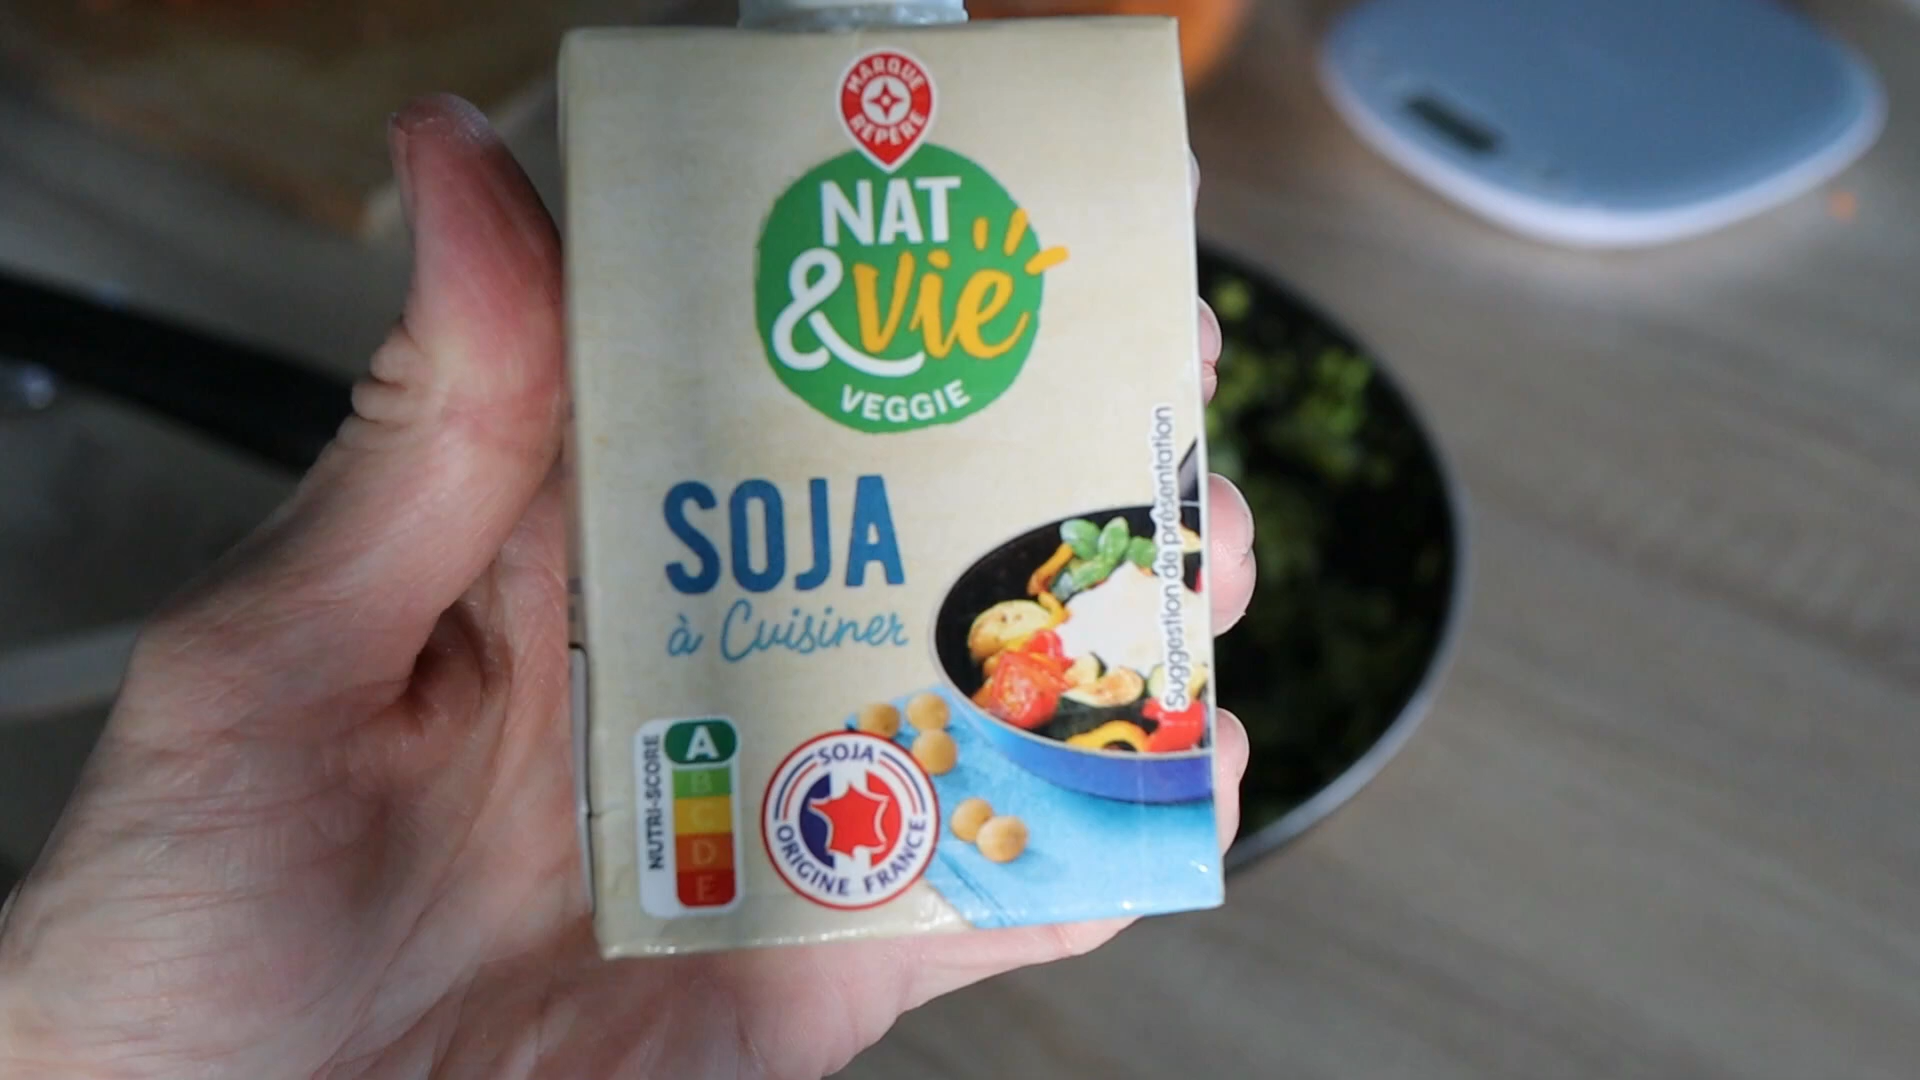 MARQUE
REPÈRE
NAT
&Vie
VEGGIE
SOJA
à Cuisiner
Suggestion de présentation
NUTRI-SCORE
A
B
C
D
E
SOJA
ORIGINE FRANCE